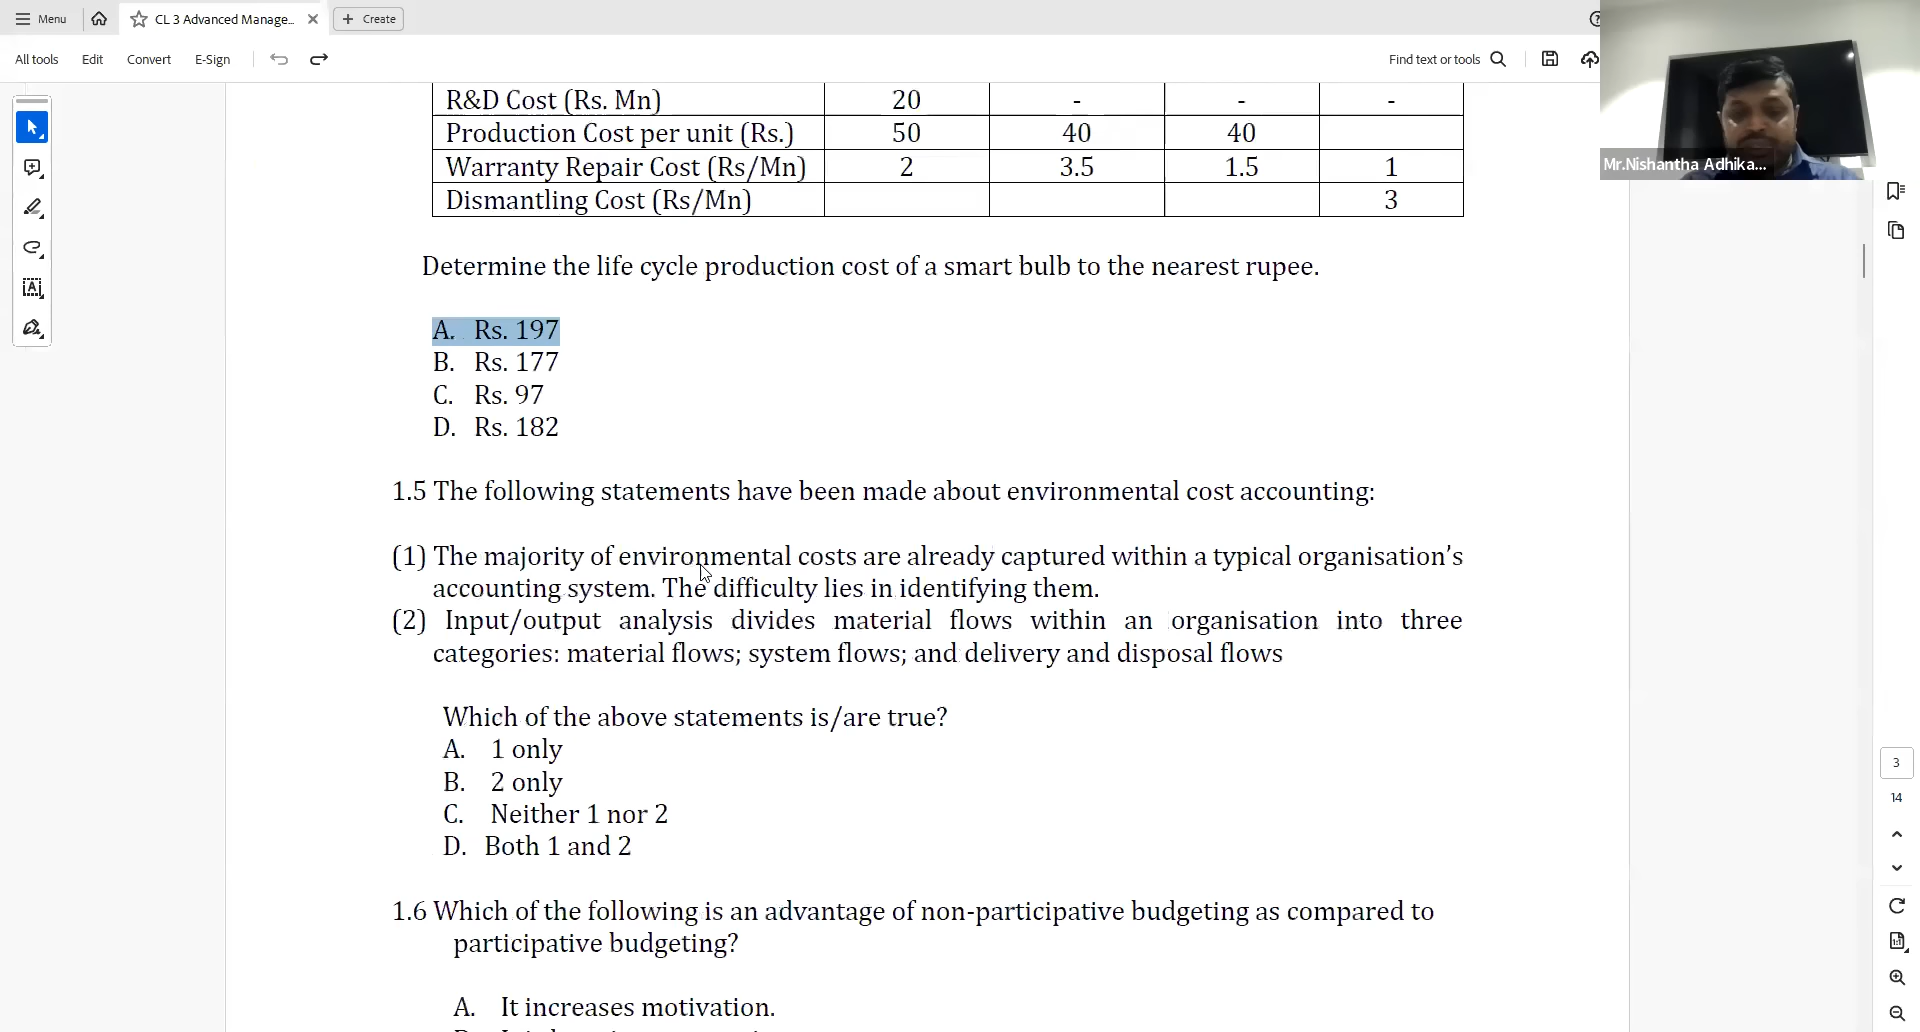 Menu
CL 3 Advanced Manage...
Create
All tools
Edit
Convert
E-Sign
Find text or tools
R&D Cost (Rs. Mn) 20 - - -
Production Cost per unit (Rs.) 50 40 40
Warranty Repair Cost (Rs/Mn) 2 3.5 1.5 1
Dismantling Cost (Rs/Mn) 3
Mr.Nishantha Adhika...
Determine the life cycle production cost of a smart bulb to the nearest rupee.
A. Rs. 197
B. Rs. 177
C. Rs. 97
D. Rs. 182
1.5 The following statements have been made about environmental cost accounting:
(1) The majority of environmental costs are already captured within a typical organisation’s
accounting system. The difficulty lies in identifying them.
(2) Input/output analysis divides material flows within an organisation into three
categories: material flows; system flows; and delivery and disposal flows
Which of the above statements is/are true?
A. 1 only
B. 2 only
C. Neither 1 nor 2
D. Both 1 and 2
1.6 Which of the following is an advantage of non-participative budgeting as compared to
participative budgeting?
A. It increases motivation.
3
14